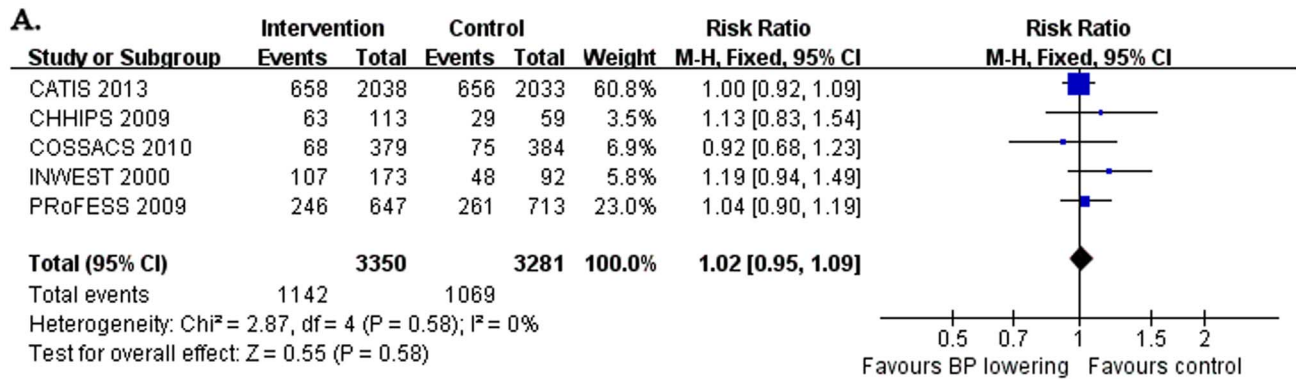 A.
Intervention Control Risk Ratio Risk Ratio
Study or Subgroup Events Total Events Total Weight M-H, Fixed, 95% CI M-H, Fixed, 95% CI
CATIS 2013 658 2038 656 2033 60.8% 1.00 [0.92, 1.09]
CHHIPS 2009 63 113 29 59 3.5% 1.13 [0.83, 1.54]
COSSACS 2010 68 379 75 384 6.9% 0.92 [0.68, 1.23]
INWEST 2000 107 173 48 92 5.8% 1.19 [0.94, 1.49]
PRoFESS 2009 246 647 261 713 23.0% 1.04 [0.90, 1.19]
Total (95% CI) 3350 3281 100.0% 1.02 [0.95, 1.09]
Total events 1142 1069
Heterogeneity: Chi² = 2.87, df = 4 (P = 0.58); I² = 0%
Test for overall effect: Z = 0.55 (P = 0.58)
0.5 0.7 1 1.5 2
Favours BP lowering Favours control